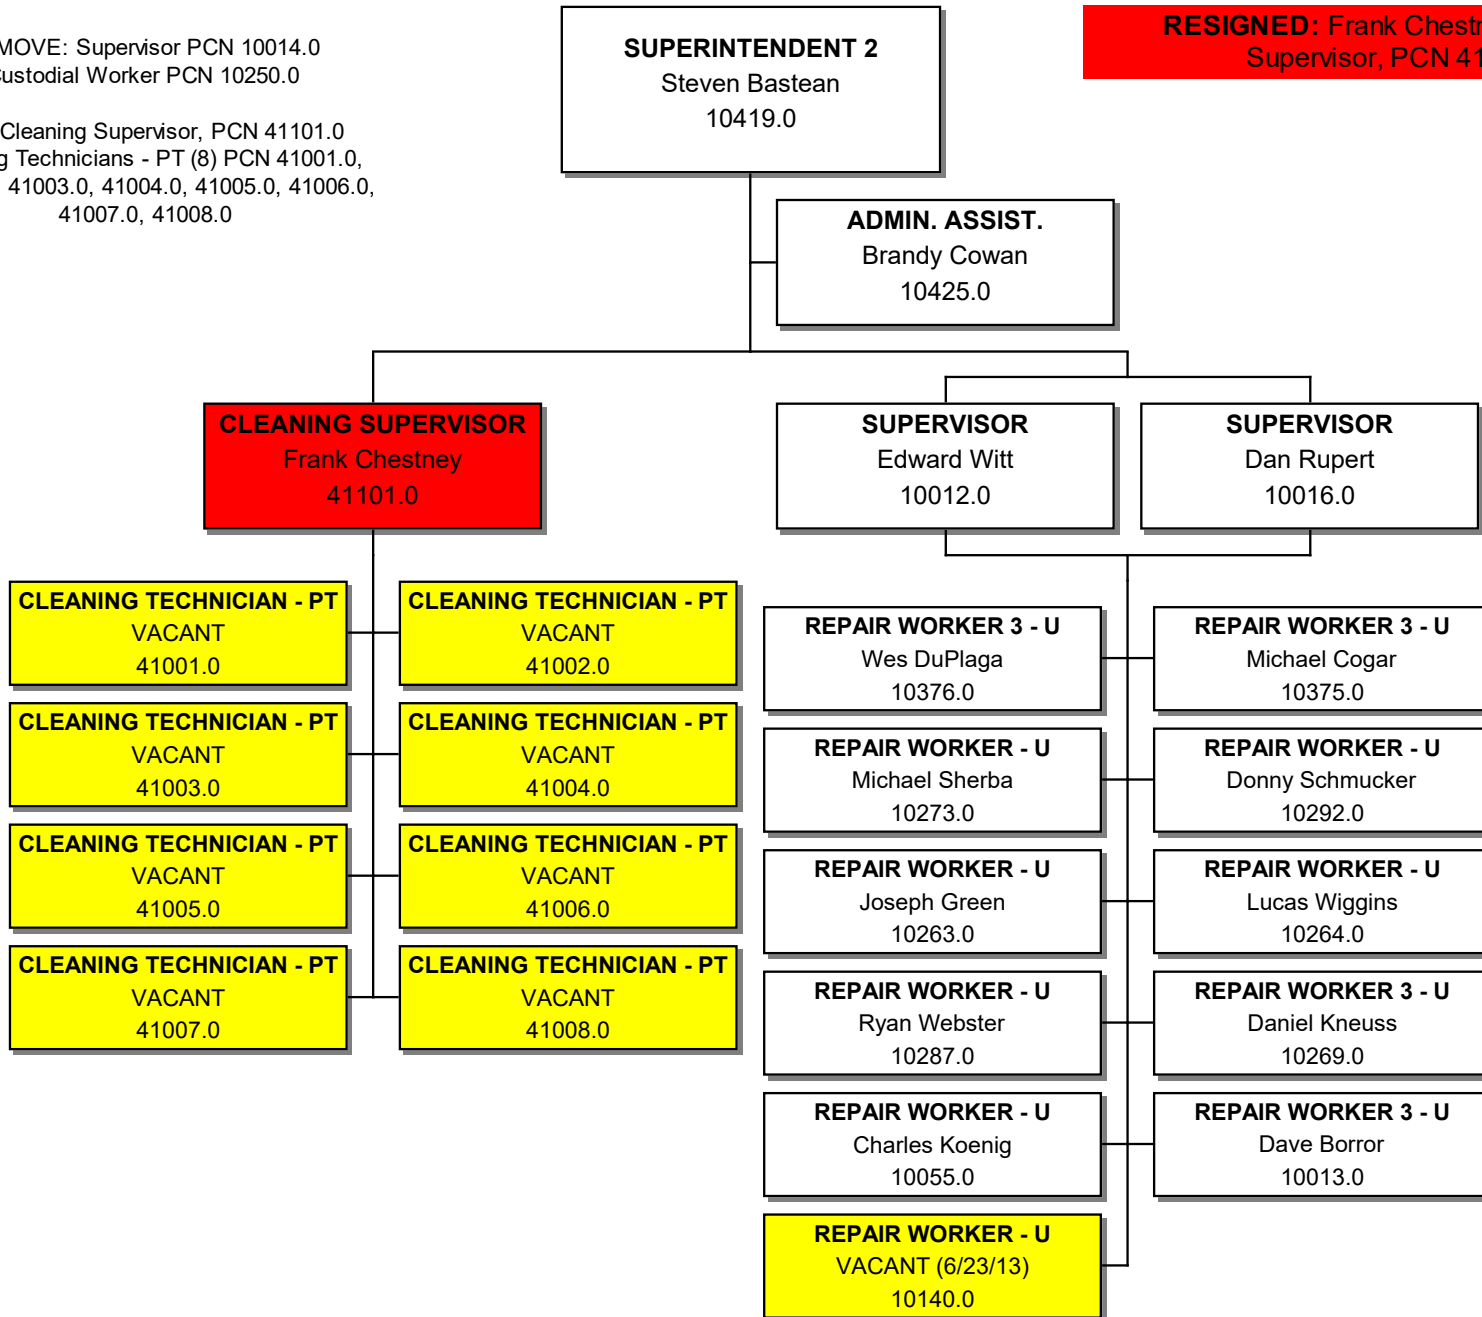 MOVE: Supervisor PCN 10014.0
Custodial Worker PCN 10250.0
Cleaning Supervisor, PCN 41101.0
Technicians - PT (8) PCN 41001.0,
41003.0, 41004.0, 41005.0, 41006.0,
41007.0, 41008.0
SUPERINTENDENT 2
Steven Bastean
10419.0
RESIGNED: Frank Chestn
Supervisor, PCN 41
ADMIN. ASSIST.
Brandy Cowan
10425.0
CLEANING SUPERVISOR
Frank Chestney
41101.0
SUPERVISOR
Edward Witt
10012.0
SUPERVISOR
Dan Rupert
10016.0
CLEANING TECHNICIAN - PT
VACANT
41001.0
CLEANING TECHNICIAN - PT
VACANT
41002.0
CLEANING TECHNICIAN - PT
VACANT
41003.0
CLEANING TECHNICIAN - PT
VACANT
41004.0
CLEANING TECHNICIAN - PT
VACANT
41005.0
CLEANING TECHNICIAN - PT
VACANT
41006.0
CLEANING TECHNICIAN - PT
VACANT
41007.0
CLEANING TECHNICIAN - PT
VACANT
41008.0
REPAIR WORKER 3 - U
Wes DuPlaga
10376.0
REPAIR WORKER 3 - U
Michael Cogar
10375.0
REPAIR WORKER - U
Michael Sherba
10273.0
REPAIR WORKER - U
Donny Schmucker
10292.0
REPAIR WORKER - U
Joseph Green
10263.0
REPAIR WORKER - U
Lucas Wiggins
10264.0
REPAIR WORKER - U
Ryan Webster
10287.0
REPAIR WORKER 3 - U
Daniel Kneuss
10269.0
REPAIR WORKER - U
Charles Koenig
10055.0
REPAIR WORKER 3 - U
Dave Borror
10013.0
REPAIR WORKER - U
VACANT (6/23/13)
10140.0